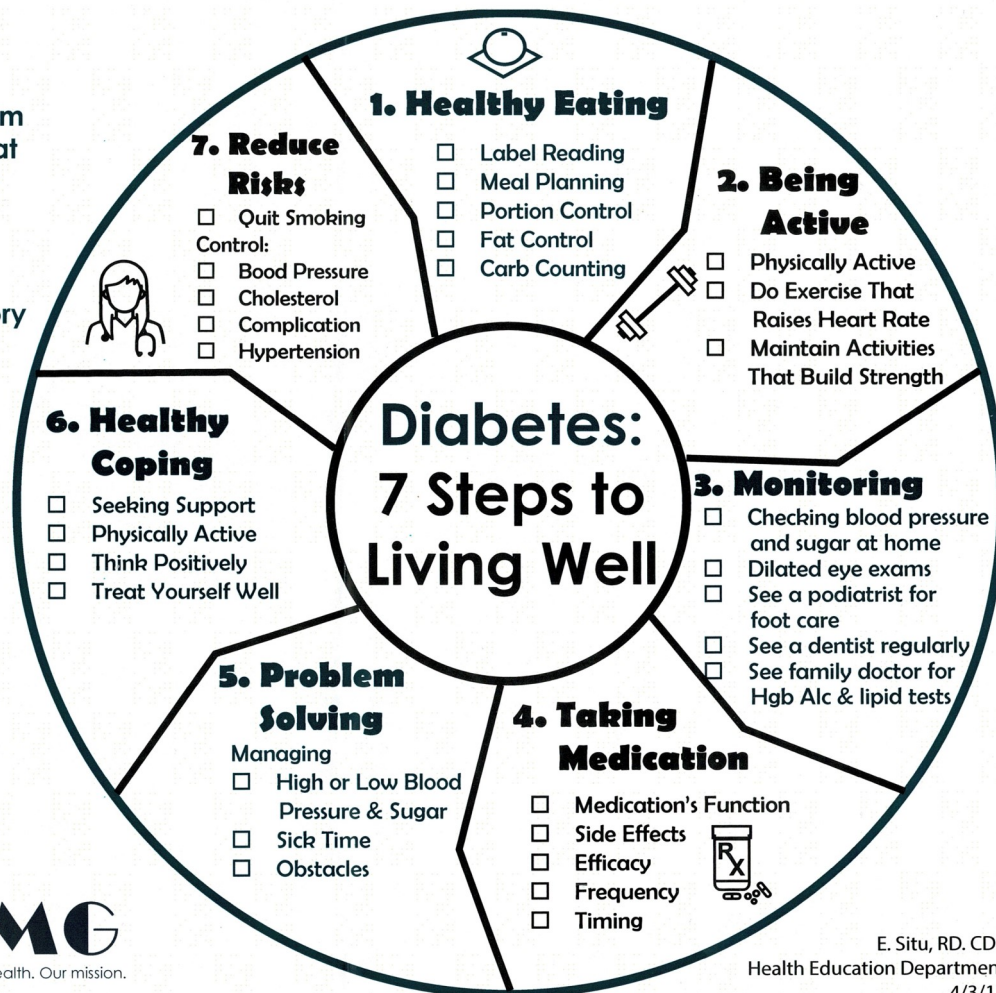 1. Healthy Eating
Label Reading
Meal Planning
Portion Control
Fat Control
Carb Counting
2. Being
Active
Physically Active
Do Exercise That
Raises Heart Rate
Maintain Activities
That Build Strength
3. Monitoring
Checking blood pressure
and sugar at home
Dilated eye exams
See a podiatrist for
foot care
See a dentist regularly
See family doctor for
Hgb A1c & lipid tests
4. Taking
Medication
Medication's Function
Side Effects
Efficacy
Frequency
Timing
Rx
5. Problem
Solving
Managing
High or Low Blood
Pressure & Sugar
Sick Time
Obstacles
6. Healthy
Coping
Seeking Support
Physically Active
Think Positively
Treat Yourself Well
7. Reduce
Risks
Quit Smoking
Control:
Bood Pressure
Cholesterol
Complication
Hypertension
Diabetes:
7 Steps to
Living Well
MG
Our mission.
E. Situ, RD. CD
Health Education
4/3/1